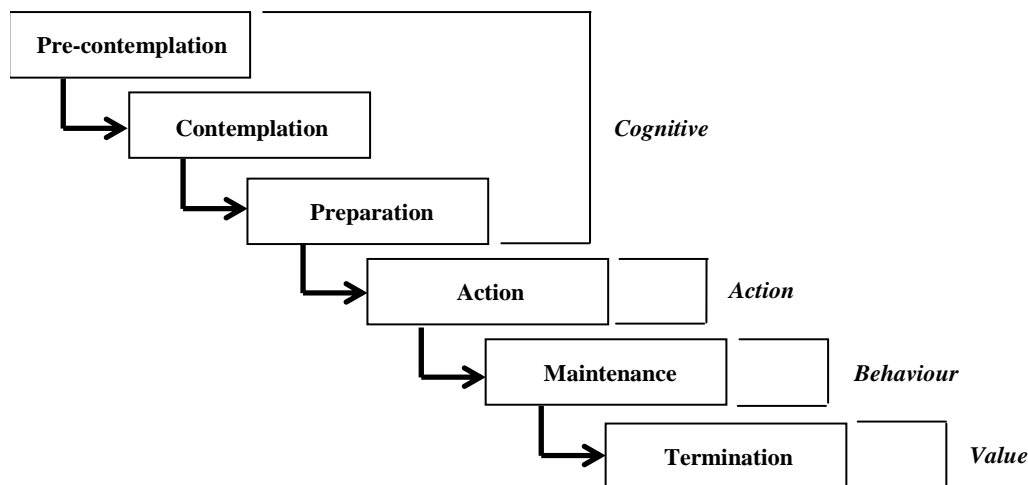 Pre-contemplation
Contemplation
Cognitive
Preparation
Action
Action
Maintenance
Behaviour
Termination
Value